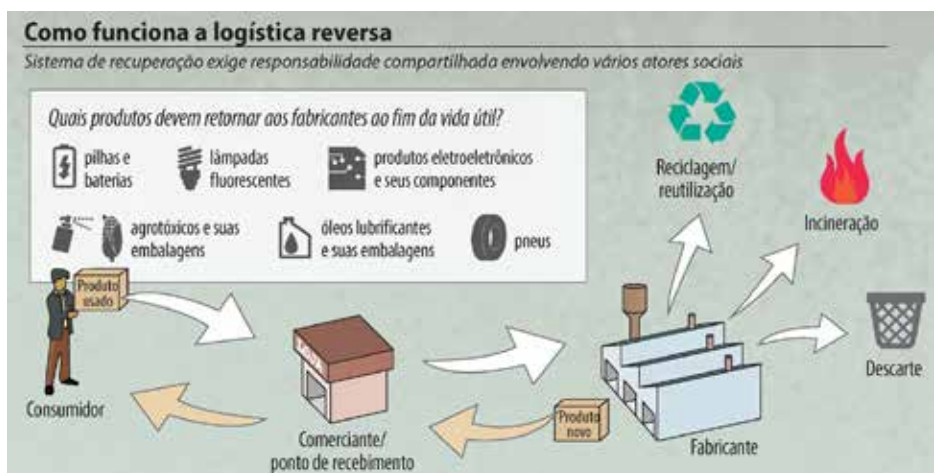 Como funciona a logística reversa
Sistema de recuperação exige responsabilidade compartilhada envolvendo vários atores sociais
Quais produtos devem retornar aos fabricantes ao fim da vida útil?
pilhas e
baterias
lâmpadas
fluorescentes
produtos eletroeletrônicos
e seus componentes
agrotóxicos e suas
embalagens
óleos lubrificantes
e suas embalagens
pneus
Reciclagem/
reutilização
Incineração
Descarte
Produto
usado
Consumidor
Comerciante/
ponto de recebimento
Produto
novo
Fabricante